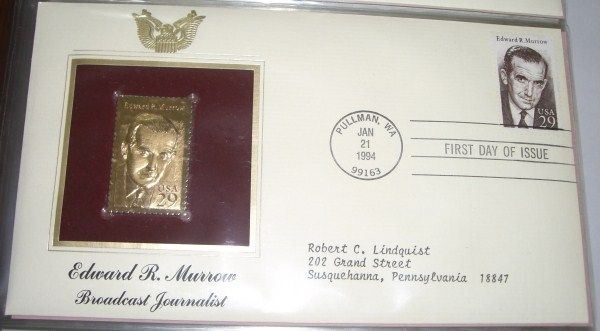 Edward R. Murrow
USA
29
Edward R. Murrow
USA
29
PULLMAN, WA
JAN
21
1994
99163
FIRST DAY OF ISSUE
Edward R. Murrow
Broadcast Journalist
Robert C. Lindquist
202 Grand Street
Susquehanna, Pennsylvania 18847